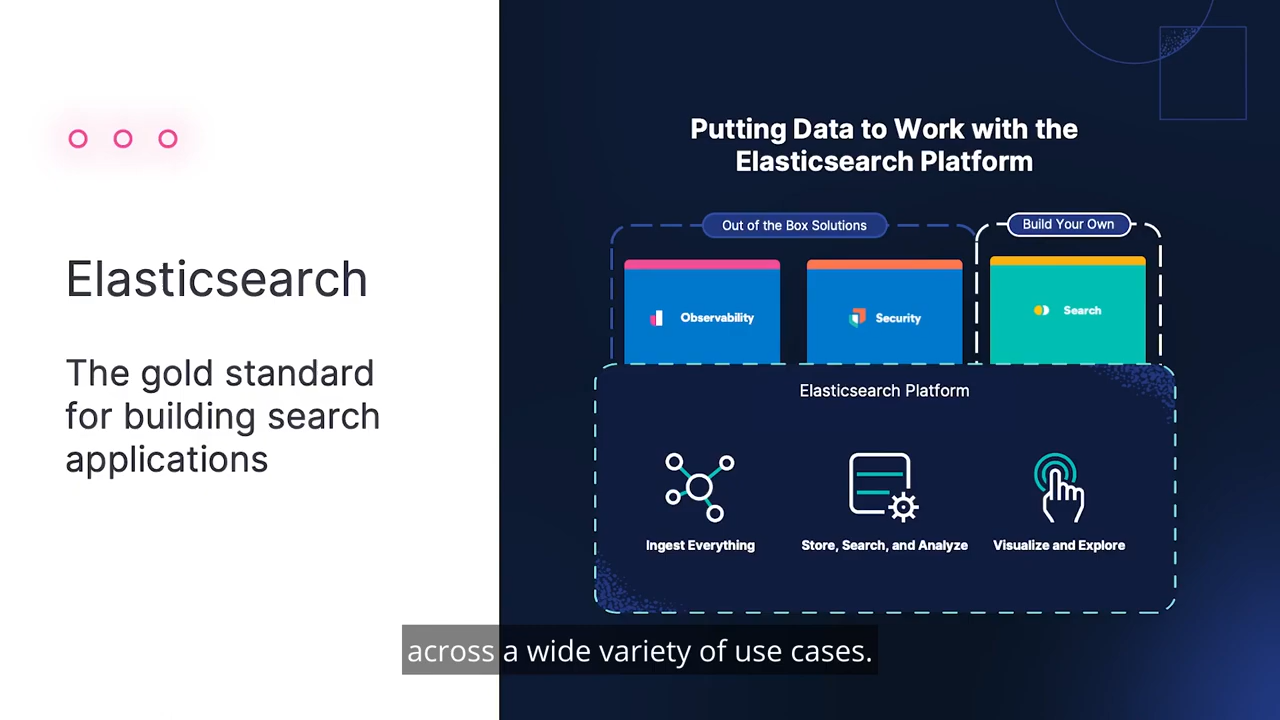 Elasticsearch
The gold standard
for building search
applications
Putting Data to Work with the
Elasticsearch Platform
Out of the Box Solutions
Build Your Own
Observability
Security
Search
Elasticsearch Platform
Ingest Everything
Store, Search, and Analyze
Visualize and Explore
across a wide variety of use cases.